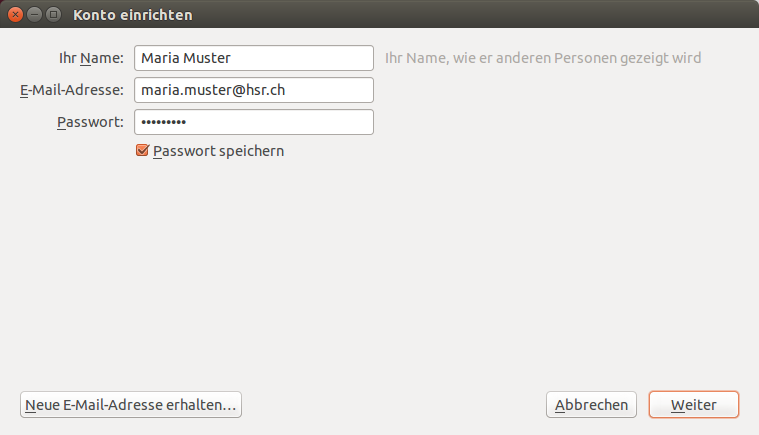 Konto einrichten
Ihr Name: Maria Muster Ihr Name, wie er anderen Personen gezeigt wird
E-Mail-Adresse: maria.muster@hsr.ch
Passwort: •••••••••
Passwort speichern
Neue E-Mail-Adresse erhalten… Abbrechen Weiter